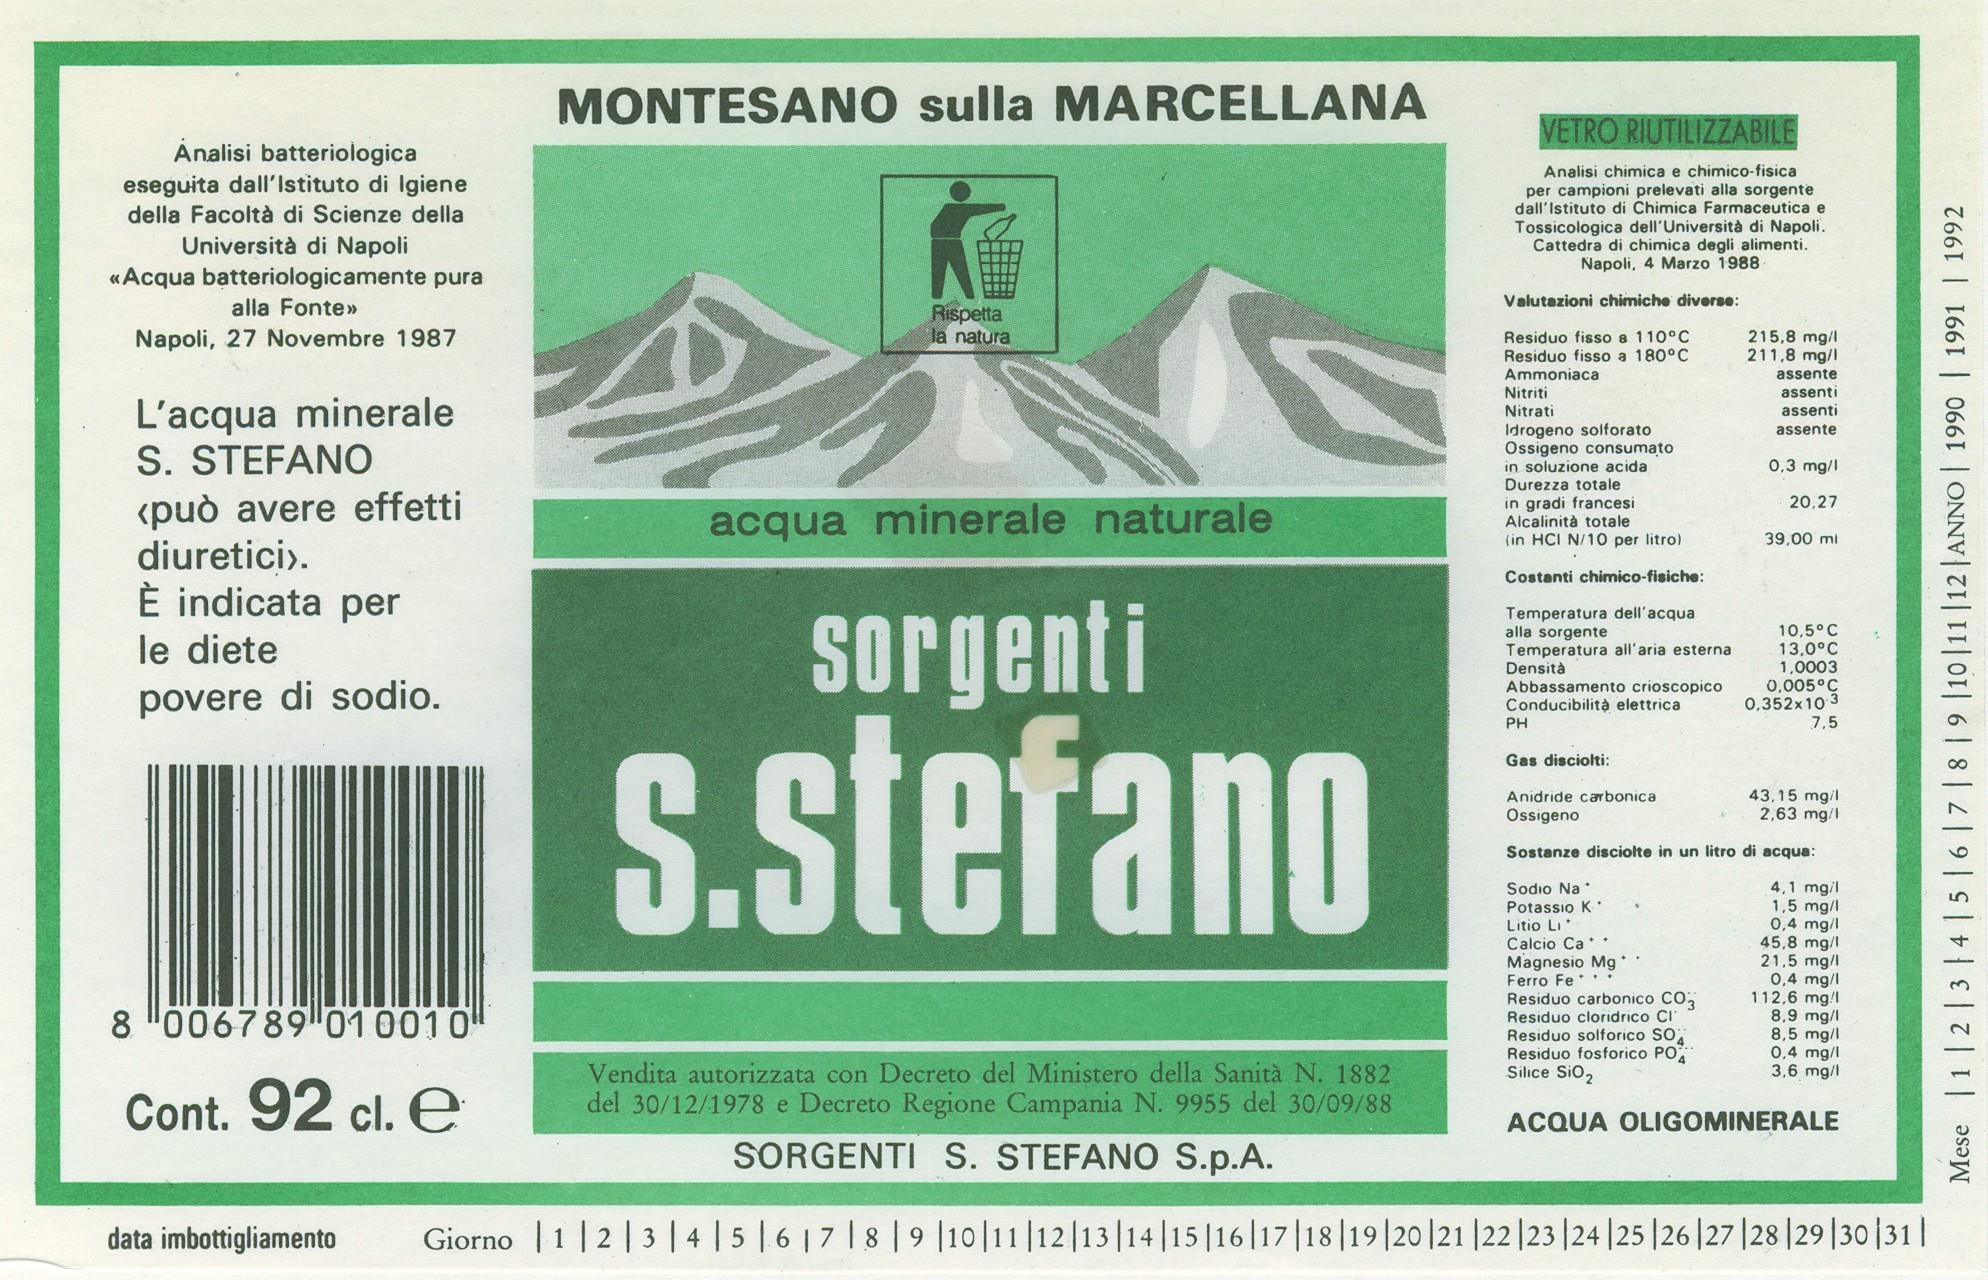 MONTESANO sulla MARCELLANA
Analisi batteriologica
eseguita dall'Istituto di Igiene
della Facoltà di Scienze della
Università di Napoli
«Acqua batteriologicamente pura
alla Fonte»
Napoli, 27 Novembre 1987
L'acqua minerale
S. STEFANO
‹può avere effetti
diuretici›.
È indicata per
le diete
povere di sodio.
8 006789 010010
Cont. 92 cl. ℮
Rispetta
la natura
acqua minerale naturale
sorgenti
s.stefano
Vendita autorizzata con Decreto del Ministero della Sanità N. 1882
del 30/12/1978 e Decreto Regione Campania N. 9955 del 30/09/88
SORGENTI S. STEFANO S.p.A.
VETRO RIUTILIZZABILE
Analisi chimica e chimico-fisica
per campioni prelevati alla sorgente
dall'Istituto di Chimica Farmaceutica e
Tossicologica dell'Università di Napoli.
Cattedra di chimica degli alimenti.
Napoli, 4 Marzo 1988
Valutazioni chimiche diverse:
Residuo fisso a 110°C 215,8 mg/l
Residuo fisso a 180°C 211,8 mg/l
Ammoniaca assente
Nitriti assenti
Nitrati assenti
Idrogeno solforato assente
Ossigeno consumato
in soluzione acida 0,3 mg/l
Durezza totale
in gradi francesi 20,27
Alcalinità totale
(in HCl N/10 per litro) 39,00 ml
Costanti chimico-fisiche:
Temperatura dell'acqua
alla sorgente 10,5°C
Temperatura all'aria esterna 13,0°C
Densità 1,0003
Abbassamento crioscopico 0,005°C
Conducibilità elettrica 0,352x10⁻³
PH 7,5
Gas disciolti:
Anidride carbonica 43,15 mg/l
Ossigeno 2,63 mg/l
Sostanze disciolte in un litro di acqua:
Sodio Na⁺ 4,1 mg/l
Potassio K⁺ 1,5 mg/l
Litio Li⁺ 0,4 mg/l
Calcio Ca⁺⁺ 45,8 mg/l
Magnesio Mg⁺⁺ 21,5 mg/l
Ferro Fe⁺⁺⁺ 0,4 mg/l
Residuo carbonico CO₃⁻⁻ 112,6 mg/l
Residuo cloridrico Cl⁻ 8,9 mg/l
Residuo solforico SO₄⁻⁻ 8,5 mg/l
Residuo fosforico PO₄⁻⁻⁻ 0,4 mg/l
Silice SiO₂ 3,6 mg/l
ACQUA OLIGOMINERALE
Mese | 1 | 2 | 3 | 4 | 5 | 6 | 7 | 8 | 9 |10|11|12|ANNO| 1990 | 1991 | 1992
data imbottigliamento Giorno | 1 | 2 | 3 | 4 | 5 | 6 | 7 | 8 | 9 |10|11|12|13|14|15|16|17|18|19|20|21|22|23|24|25|26|27|28|29|30|31|